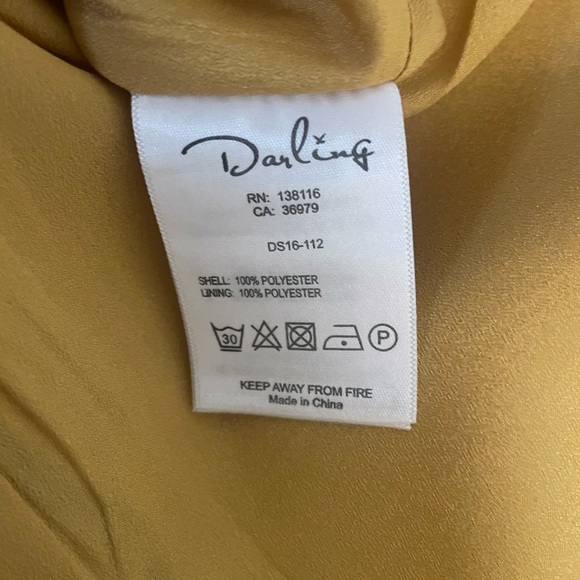 Darling
RN: 138116
CA: 36979
DS16-112
SHELL: 100% POLYESTER
LINING: 100% POLYESTER
30 P
KEEP AWAY FROM FIRE
Made in China